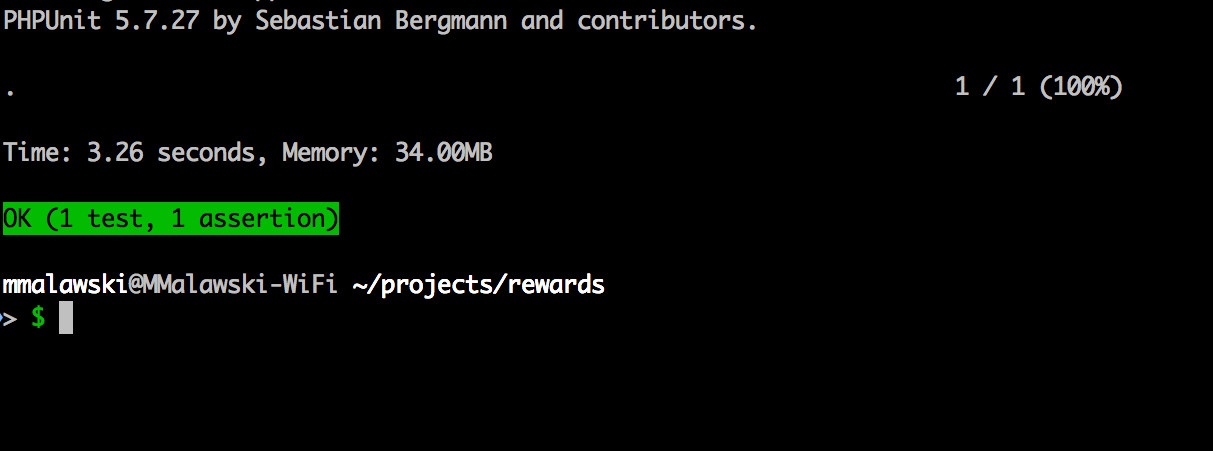 PHPUnit 5.7.27 by Sebastian Bergmann and contributors.
. 1 / 1 (100%)
Time: 3.26 seconds, Memory: 34.00MB
OK (1 test, 1 assertion)
mmalawski@MMalawski-WiFi ~/projects/rewards
> $